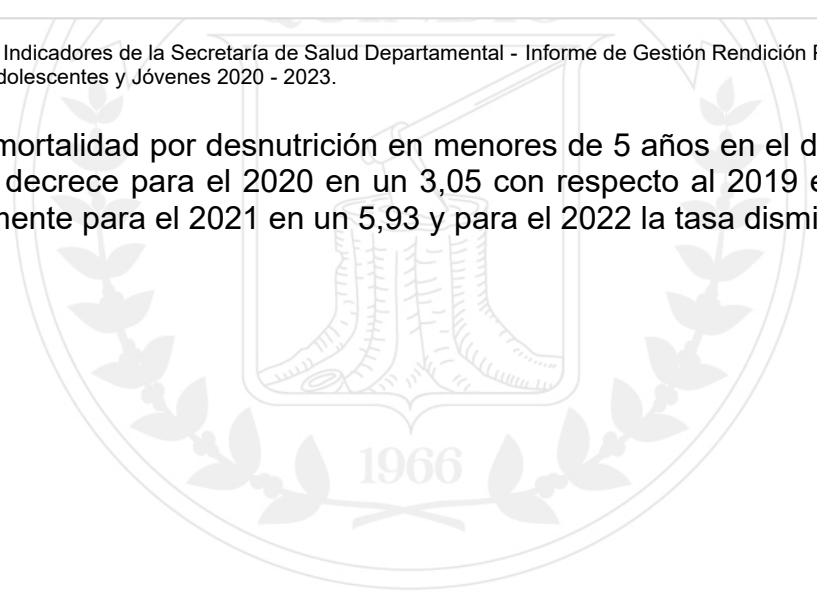 Indicadores de la Secretaría de Salud Departamental - Informe de Gestión Rendición
dolescentes y Jóvenes 2020 - 2023.
mortalidad por desnutrición en menores de 5 años en el d
decrece para el 2020 en un 3,05 con respecto al 2019 e
mente para el 2021 en un 5,93 y para el 2022 la tasa dismi
1966